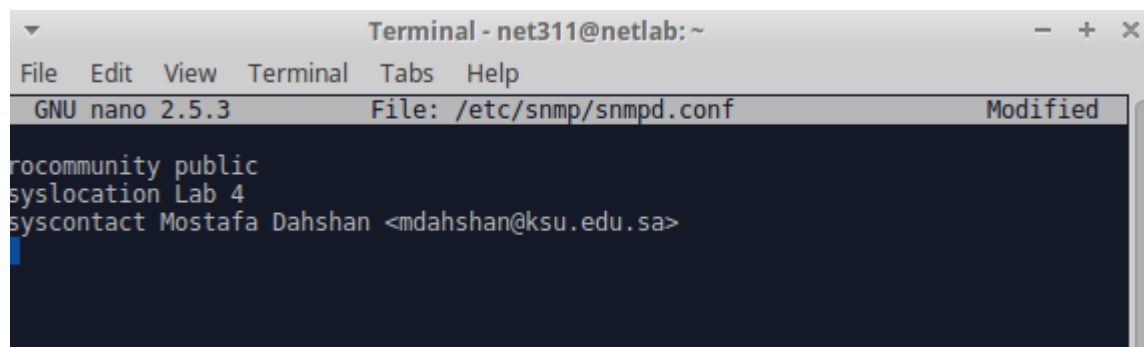 Terminal - net311@netlab: ~
File Edit View Terminal Tabs Help
GNU nano 2.5.3 File: /etc/snmp/snmpd.conf Modified
rocommunity public
syslocation Lab 4
syscontact Mostafa Dahshan <mdahshan@ksu.edu.sa>